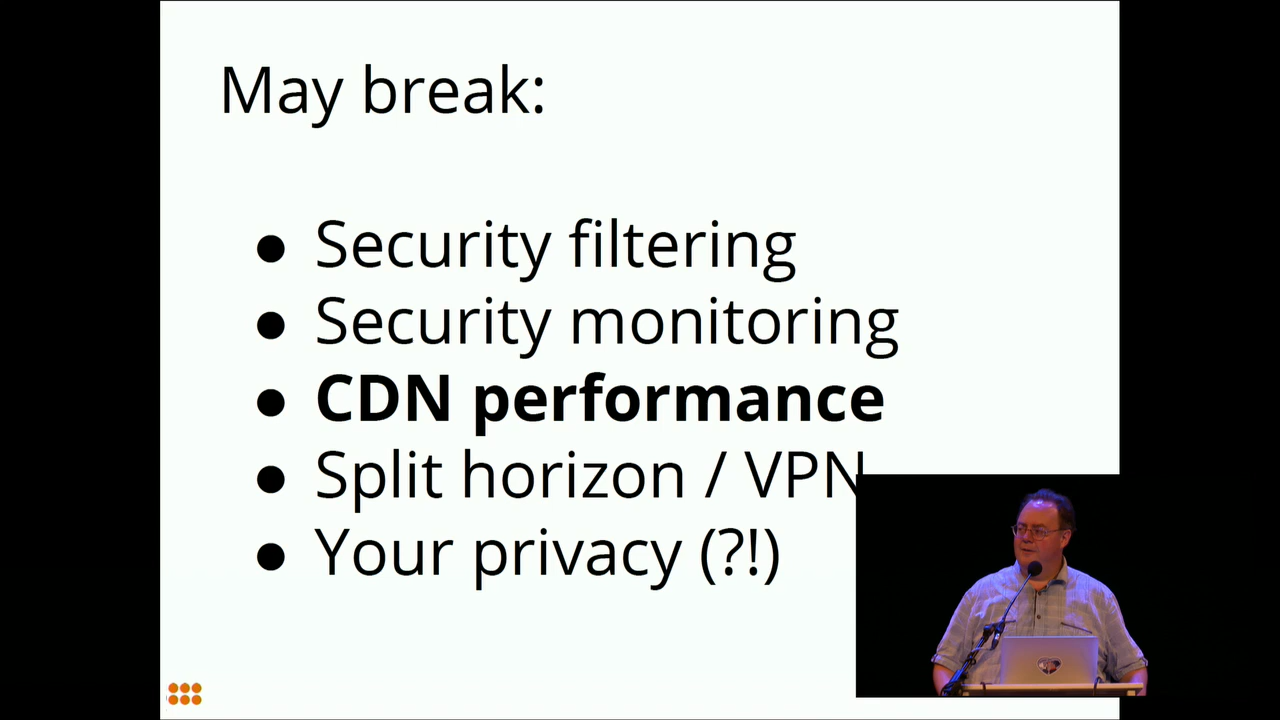 May break:
● Security filtering
● Security monitoring
● CDN performance
● Split horizon / VPN
● Your privacy (?!)